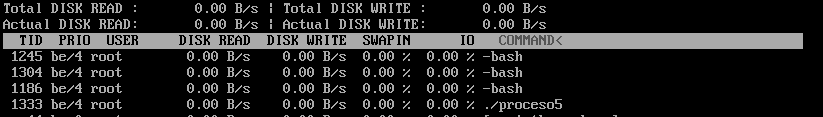 Total DISK READ :       0.00 B/s | Total DISK WRITE :       0.00 B/s
Actual DISK READ:       0.00 B/s | Actual DISK WRITE:       0.00 B/s
TID  PRIO  USER     DISK READ  DISK WRITE  SWAPIN      IO    COMMAND<
1245 be/4 root        0.00 B/s    0.00 B/s  0.00 %  0.00 % -bash
1304 be/4 root        0.00 B/s    0.00 B/s  0.00 %  0.00 % -bash
1186 be/4 root        0.00 B/s    0.00 B/s  0.00 %  0.00 % -bash
1333 be/4 root        0.00 B/s    0.00 B/s  0.00 %  0.00 % ./proceso5